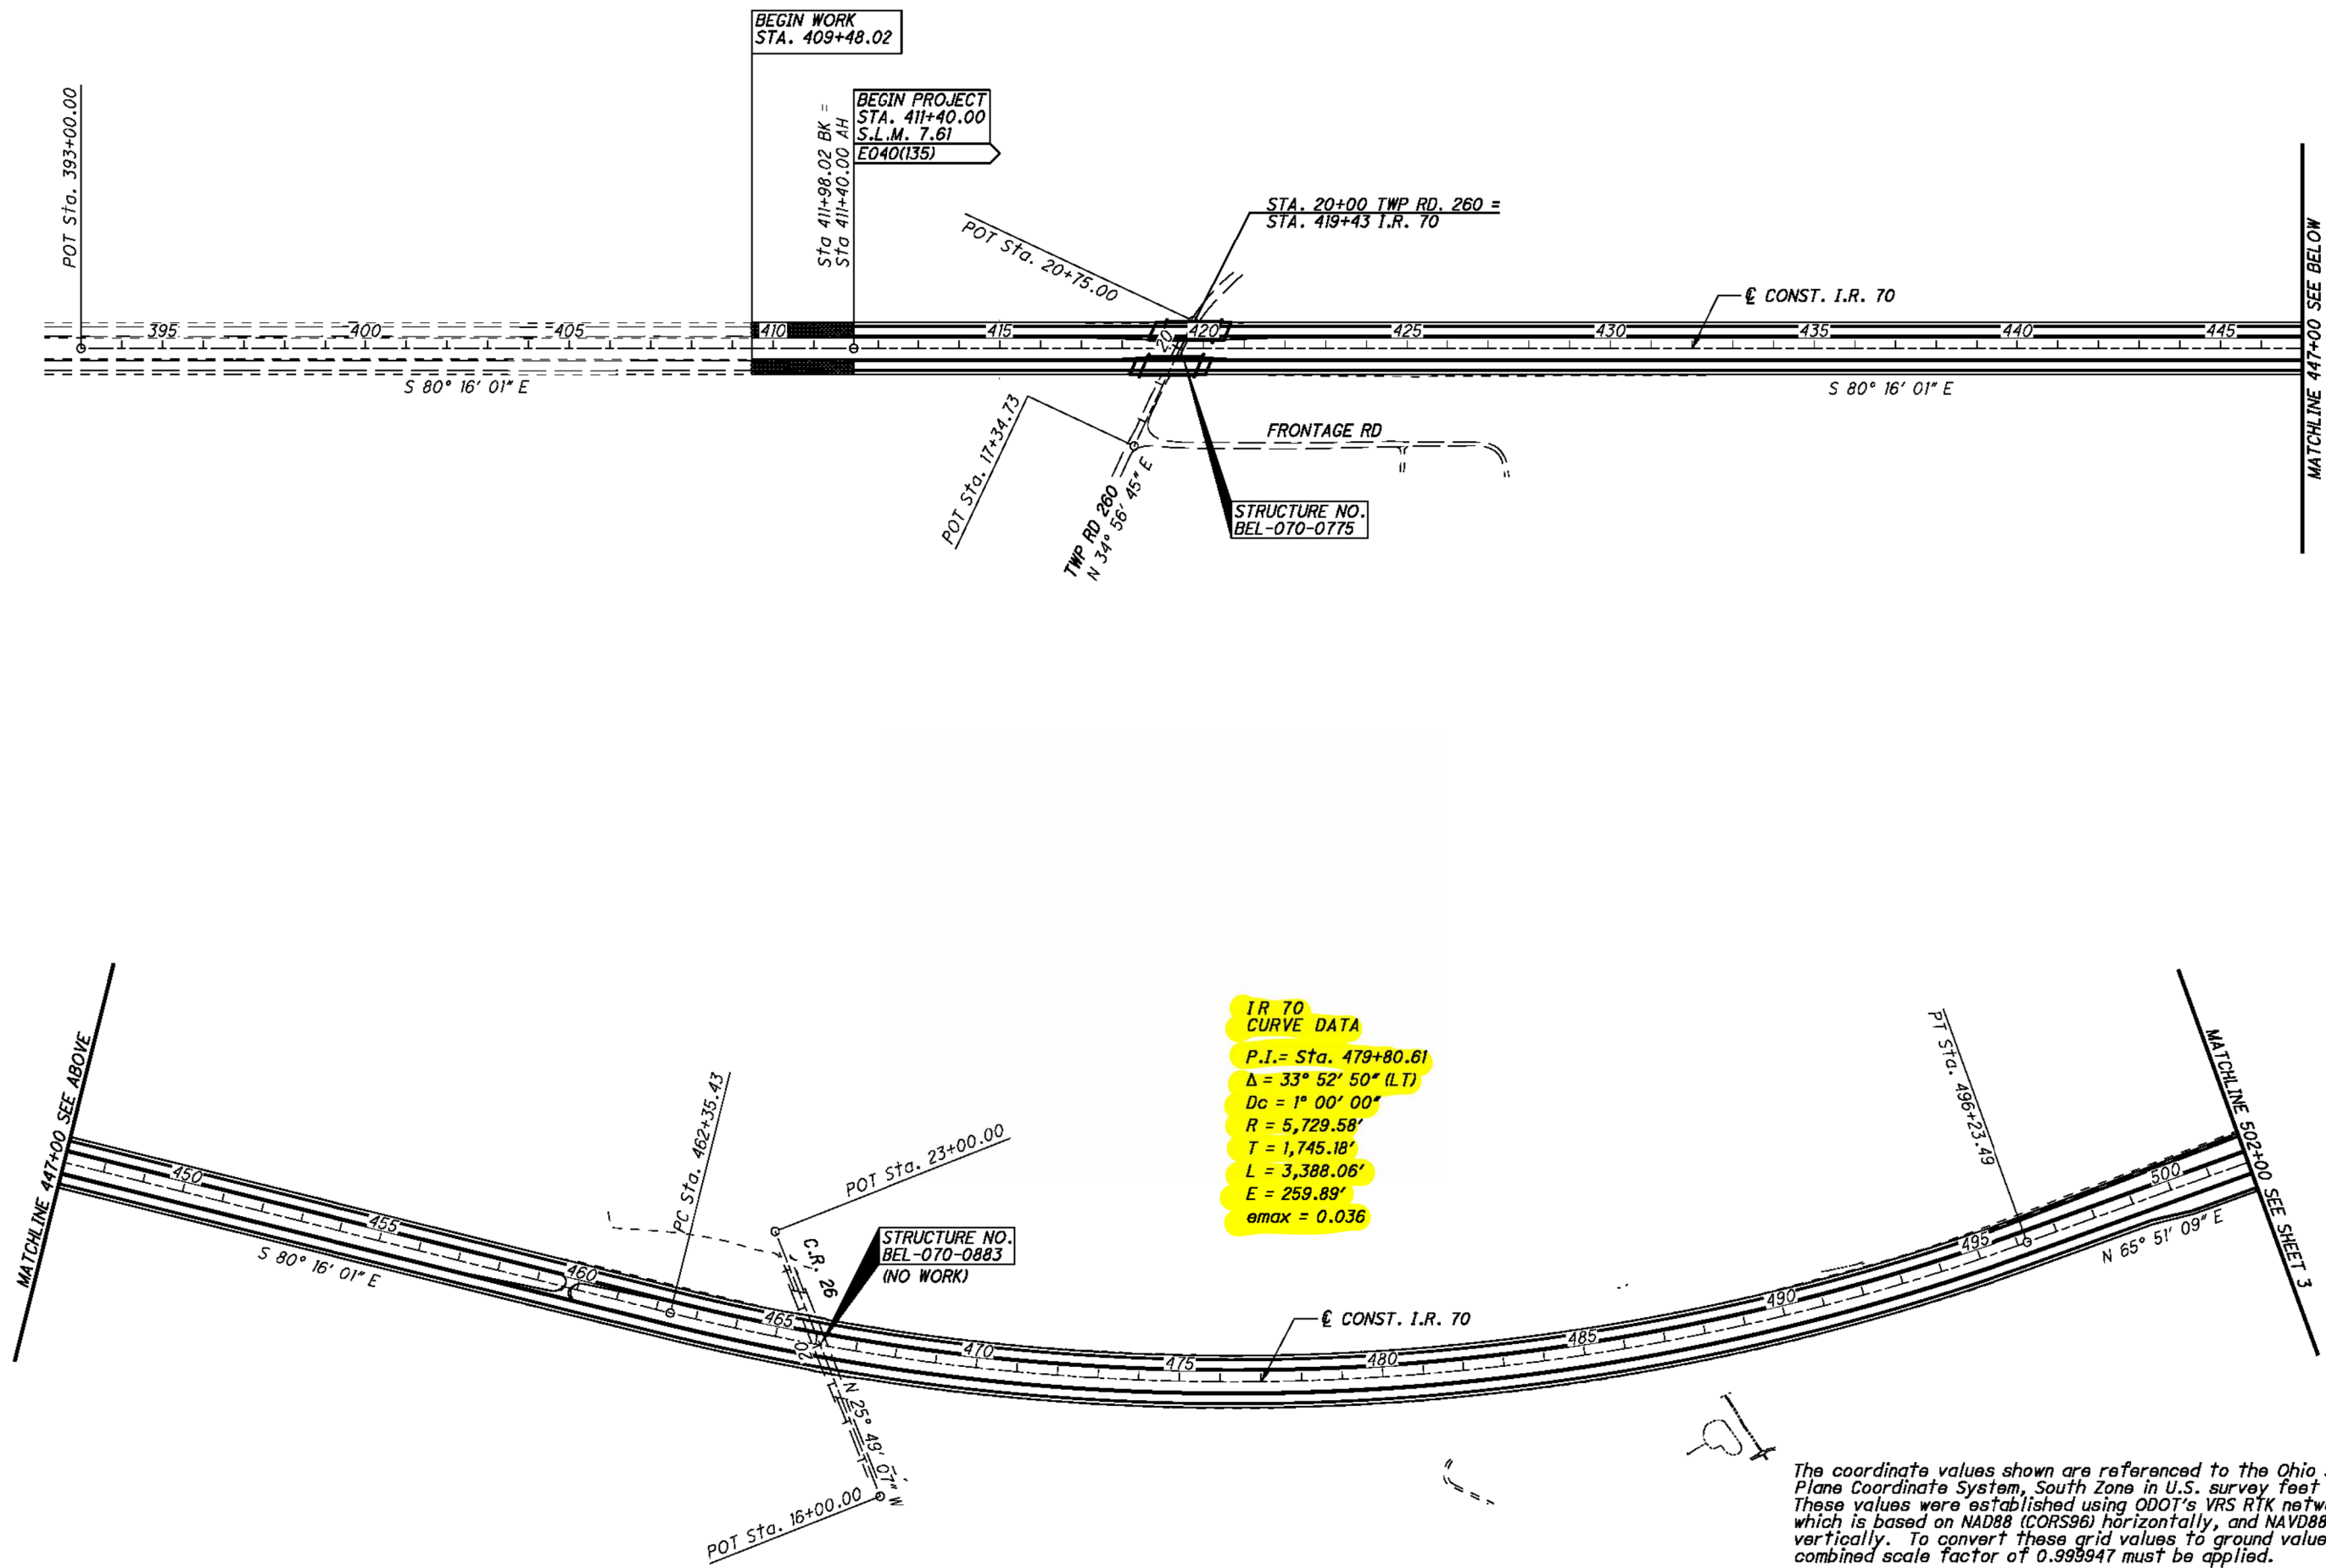 BEGIN WORK
STA. 409+48.02
POT Sta. 393+00.00
Sta 411+98.02 BK =
Sta 411+40.00 AH
BEGIN PROJECT
STA. 411+40.00
S.L.M. 7.61
E040(135)
POT Sta. 20+75.00
STA. 20+00 TWP RD. 260 =
STA. 419+43 I.R. 70
℄ CONST. I.R. 70
395 400 405 410 415 20 420 425 430 435 440 445
S 80° 16' 01" E
S 80° 16' 01" E
MATCHLINE 447+00 SEE BELOW
POT Sta. 17+34.73
FRONTAGE RD
TWP RD 260
N 34° 56' 45" E
STRUCTURE NO.
BEL-070-0775
MATCHLINE 447+00 SEE ABOVE
450 455 460 465 20 470 475 480 485 490 495 500
S 80° 16' 01" E
PC Sta. 462+35.43
POT Sta. 23+00.00
C.R. 26
STRUCTURE NO.
BEL-070-0883
(NO WORK)
N 25° 49' 07" W
POT Sta. 16+00.00
IR 70
CURVE DATA
P.I.= Sta. 479+80.61
Δ = 33° 52' 50" (LT)
Dc = 1° 00' 00"
R = 5,729.58'
T = 1,745.18'
L = 3,388.06'
E = 259.89'
emax = 0.036
℄ CONST. I.R. 70
PT Sta. 496+23.49
N 65° 51' 09" E
MATCHLINE 502+00 SEE SHEET 3
The coordinate values shown are referenced to the Ohio
Plane Coordinate System, South Zone in U.S. survey feet
These values were established using ODOT's VRS RTK
which is based on NAD88 (CORS96) horizontally, and NAVD88
vertically. To convert these grid values to ground
combined scale factor of 0.999947 must be applied.